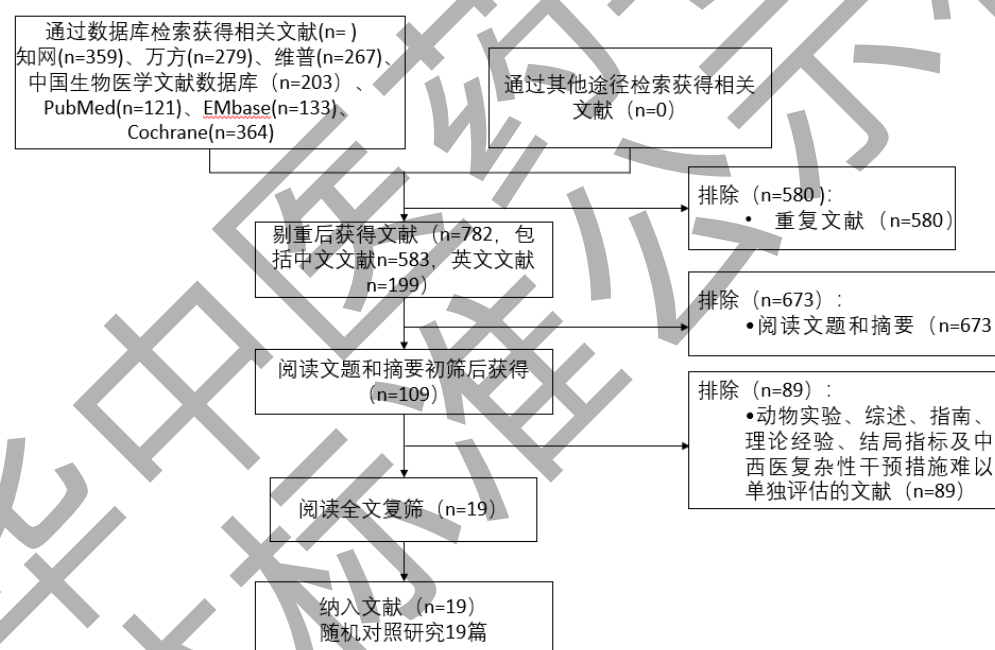 通过数据库检索获得相关文献(n= )
知网(n=359)、万方(n=279)、维普(n=267)、
中国生物医学文献数据库（n=203）、
PubMed(n=121)、EMbase(n=133)、
Cochrane(n=364)
通过其他途径检索获得相关
文献（n=0）
排除（n=580 )：
• 重复文献（n=580）
剔重后获得文献（n=782，包
括中文文献n=583，英文文献
n=199）
排除（n=673）：
•阅读文题和摘要（n=673
阅读文题和摘要初筛后获得
（n=109）
排除（n=89）：
•动物实验、综述、指南、
理论经验、结局指标及中
西医复杂性干预措施难以
单独评估的文献（n=89）
阅读全文复筛（n=19）
纳入文献（n=19）
随机对照研究19篇
华中医药
标准公示